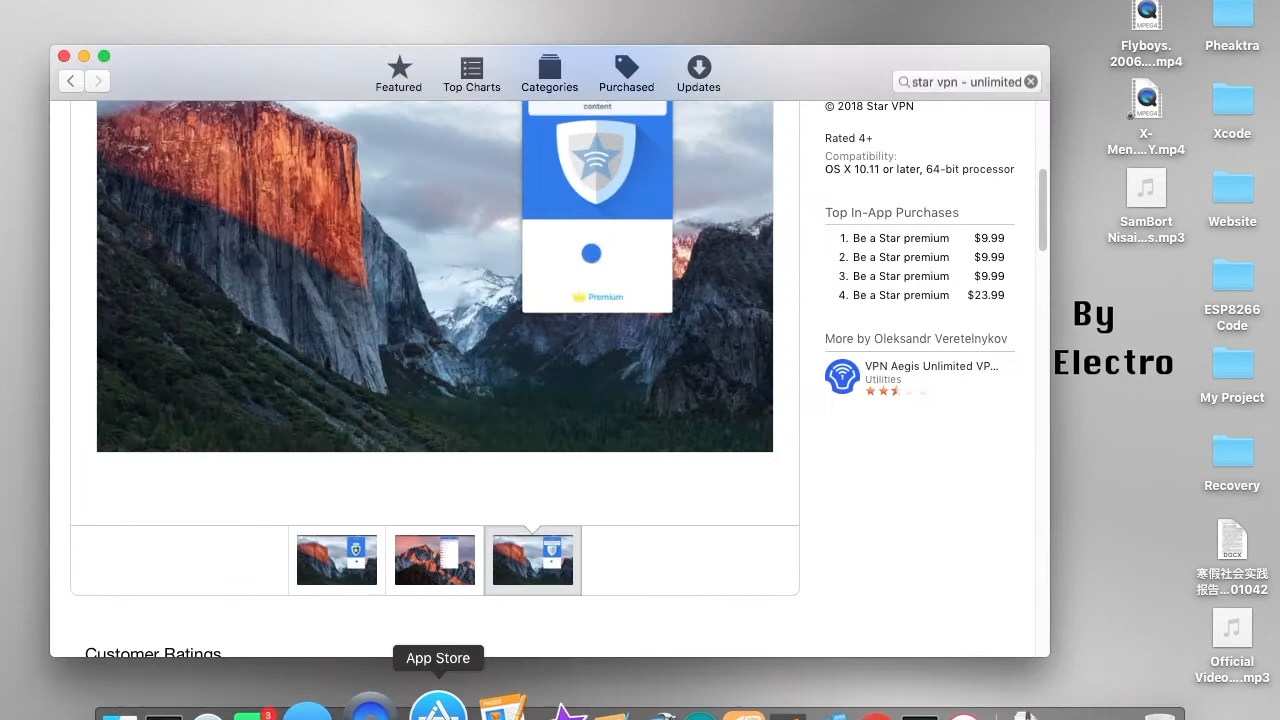 Featured
Top Charts
Categories
Purchased
Updates
star vpn - unlimited
content
Premium
© 2018 Star VPN
Rated 4+
Compatibility:
OS X 10.11 or later, 64-bit processor
Top In-App Purchases
1. Be a Star premium $9.99
2. Be a Star premium $9.99
3. Be a Star premium $9.99
4. Be a Star premium $23.99
More by Oleksandr Veretelnykov
VPN Aegis Unlimited VP...
Utilities
Customer Ratings
App Store
PAGES
3
By
Electro
MPEG4
Flyboys.
2006....mp4
MPEG4
X-
Men....Y.mp4
SamBort
Nisai...s.mp3
Pheaktra
Xcode
Website
ESP8266
Code
My Project
Recovery
DOCX
寒假社会实践
报告...01042
Official
Video....mp3